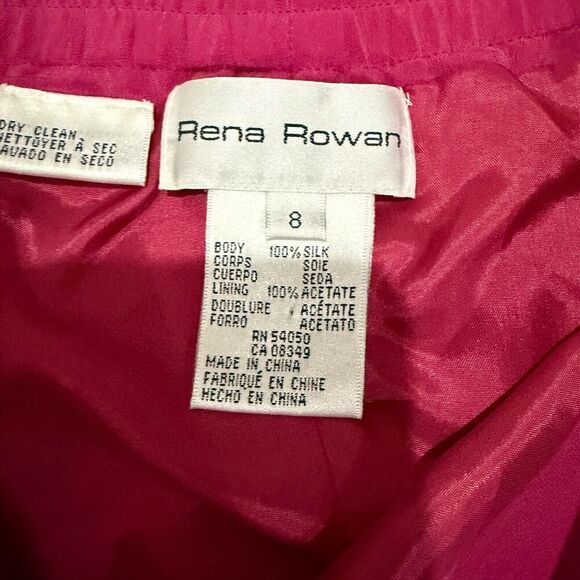 DRY CLEAN
NETTOYER À SEC
LAVADO EN SECO
Rena Rowan
8
BODY 100% SILK
CORPS SOIE
CUERPO SEDA
LINING 100% ACETATE
DOUBLURE ACÉTATE
FORRO ACETATO
RN 54050
CA 08349
MADE IN CHINA
FABRIQUÉ EN CHINE
HECHO EN CHINA